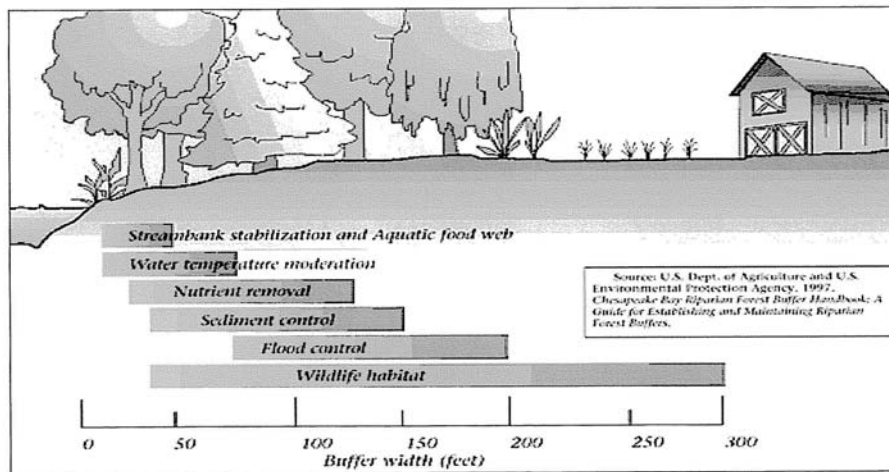 Streambank stabilization and Aquatic food web
Water temperature moderation
Nutrient removal
Sediment control
Flood control
Wildlife habitat
Source: U.S. Dept. of Agriculture and U.S.
Environmental Protection Agency, 1997.
Chesapeake Bay Riparian Forest Buffer Handbook: A
Guide for Establishing and Maintaining Riparian
Forest Buffers.
0 50 100 150 200 250 300
Buffer width (feet)